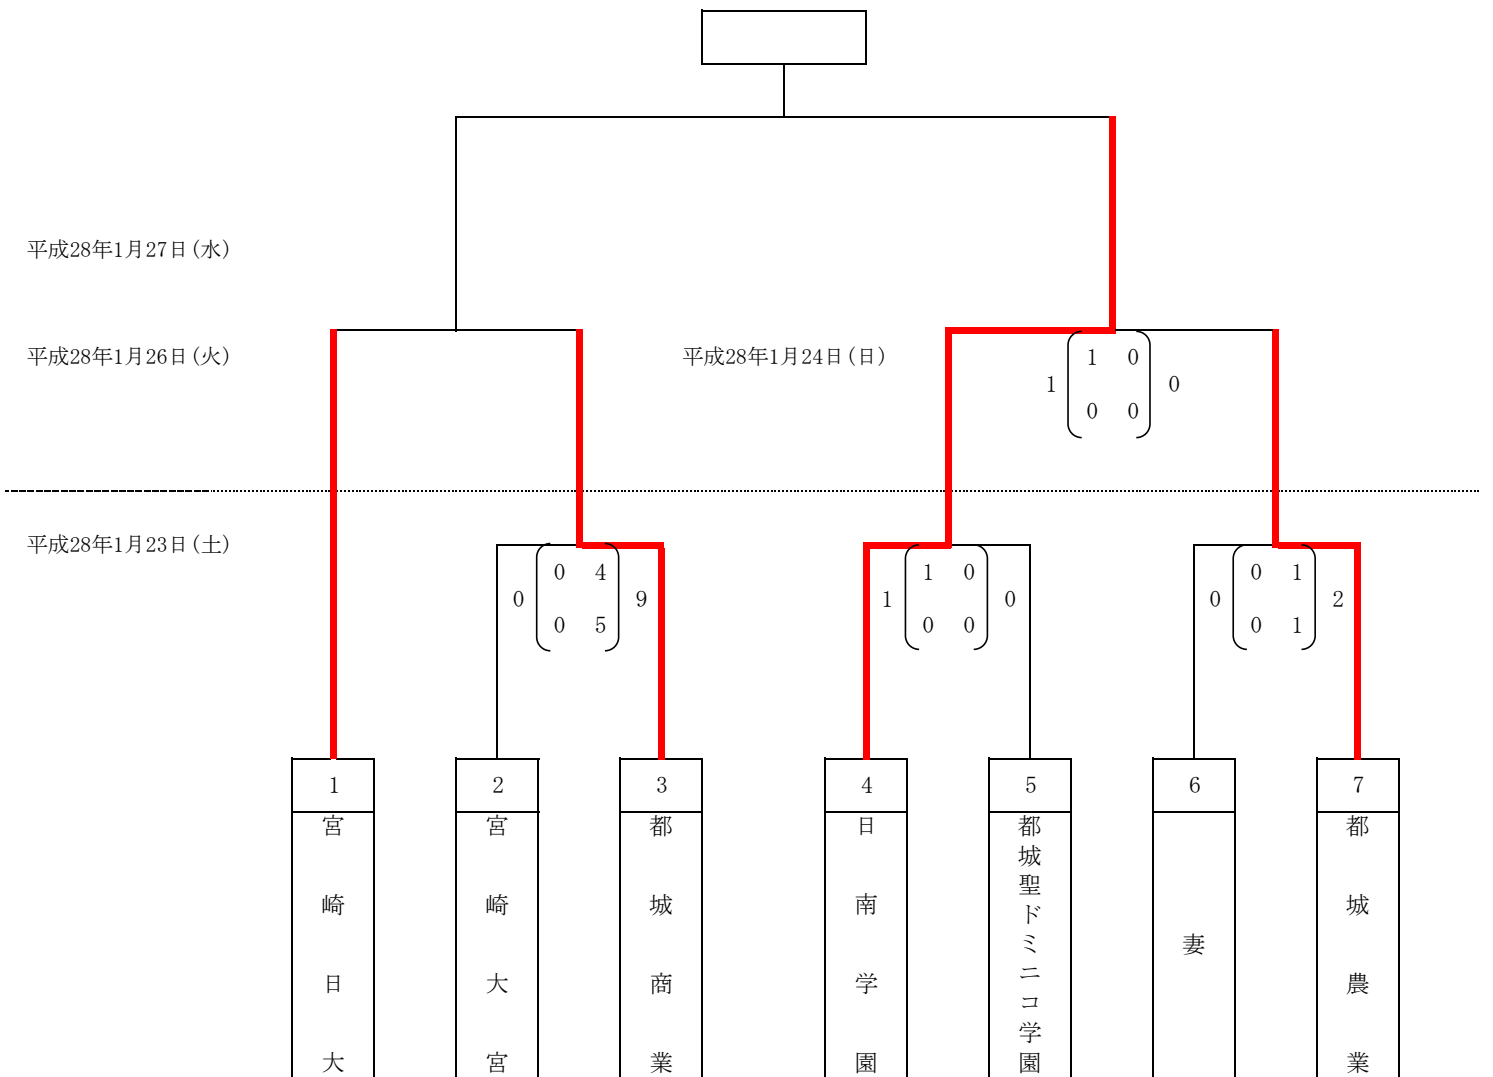 平成28年1月27日(水)
平成28年1月26日(火)
平成28年1月24日(日)
1 0
1 0
0 0
平成28年1月23日(土)
0 4
0 9
0 5
1 0
1 0
0 0
0 1
0 2
0 1
1 2 3 4 5 6 7
宮崎日大
宮崎大宮
都城商業
日南学園
都城聖ドミニコ学園
妻
都城農業